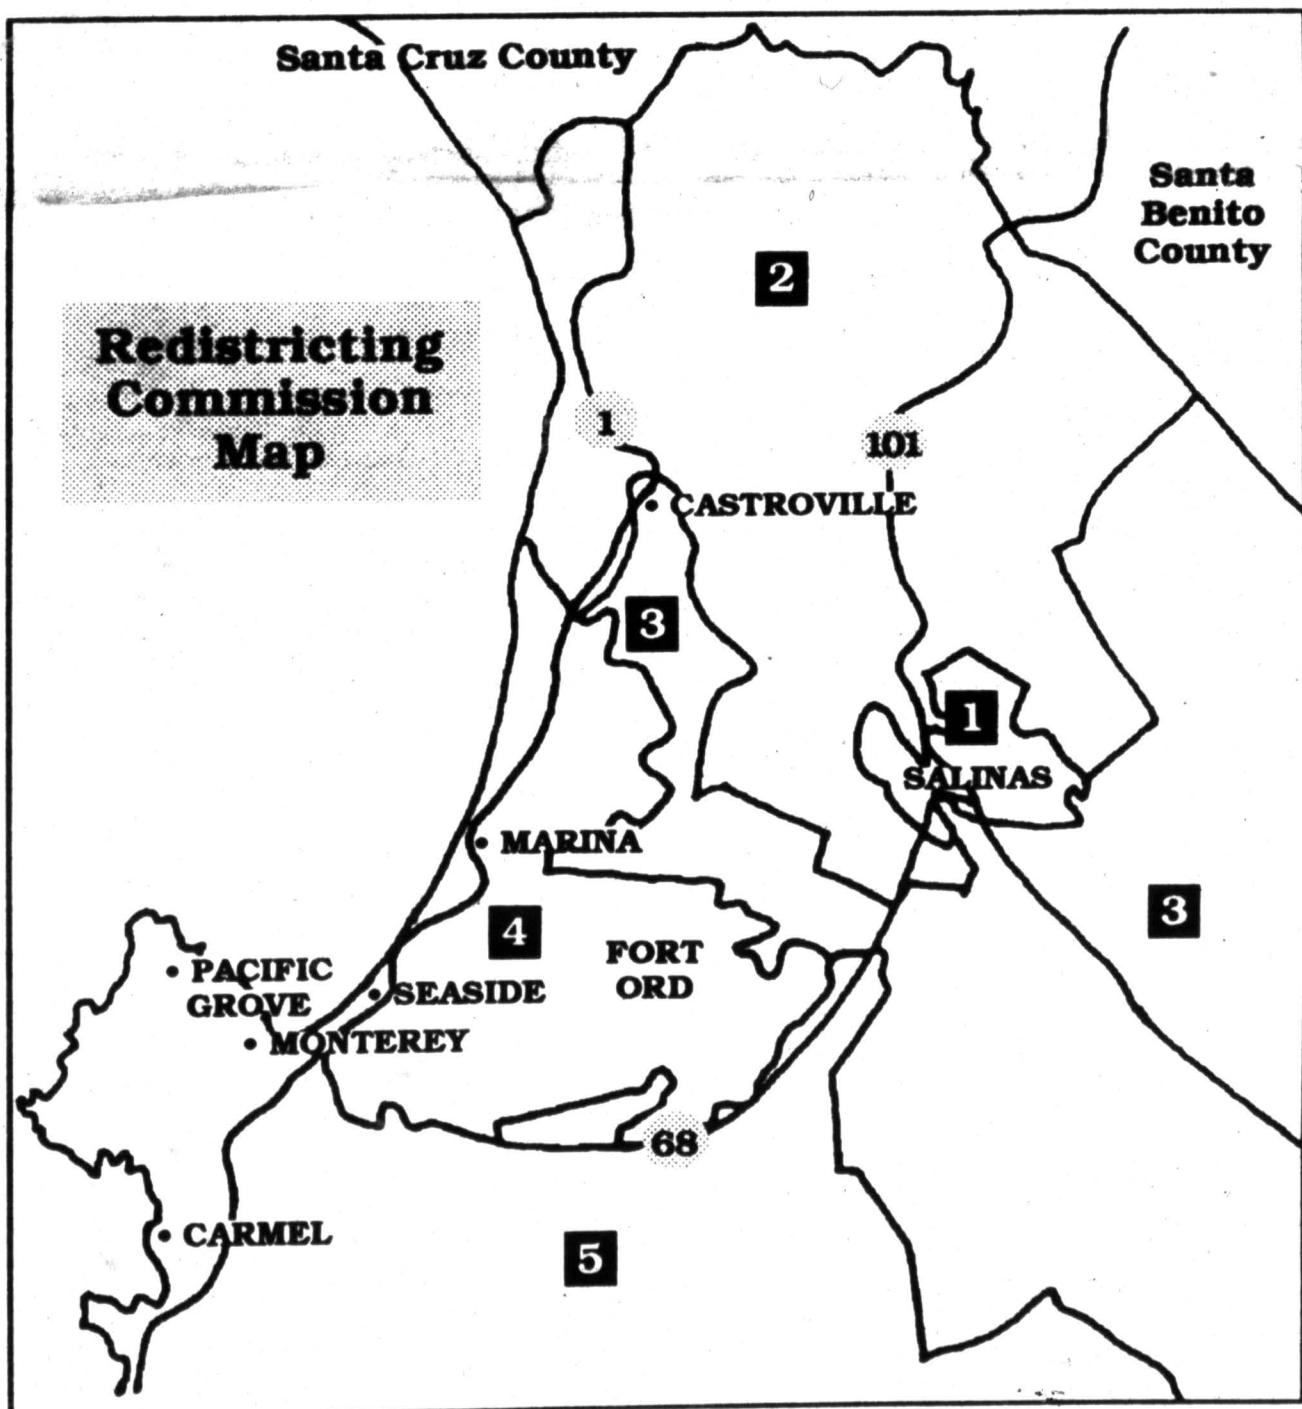 Santa Cruz County
Santa
Benito
County
2
Redistricting
Commission
Map
1
101
CASTROVILLE
3
1
SALINAS
MARINA
3
4
FORT
ORD
PACIFIC
GROVE
SEASIDE
MONTEREY
68
CARMEL
5